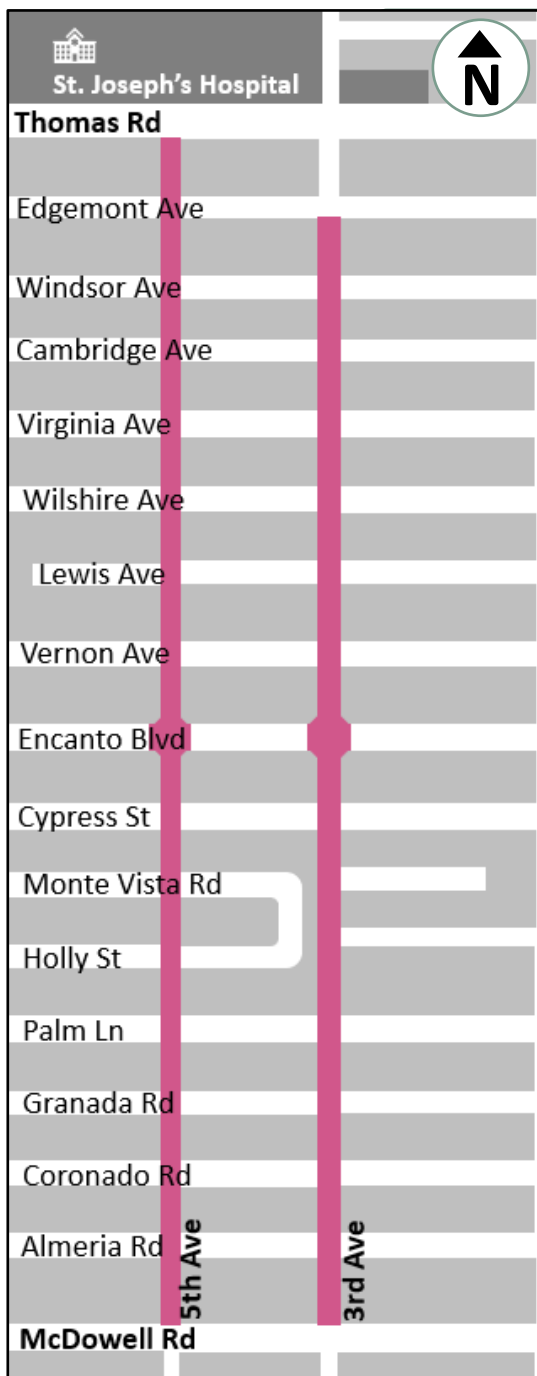 N
St. Joseph's Hospital
Thomas Rd
Edgemont Ave
Windsor Ave
Cambridge Ave
Virginia Ave
Wilshire Ave
Lewis Ave
Vernon Ave
Encanto Blvd
Cypress St
Monte Vista Rd
Holly St
Palm Ln
Granada Rd
Coronado Rd
Almeria Rd
5th Ave
3rd Ave
McDowell Rd